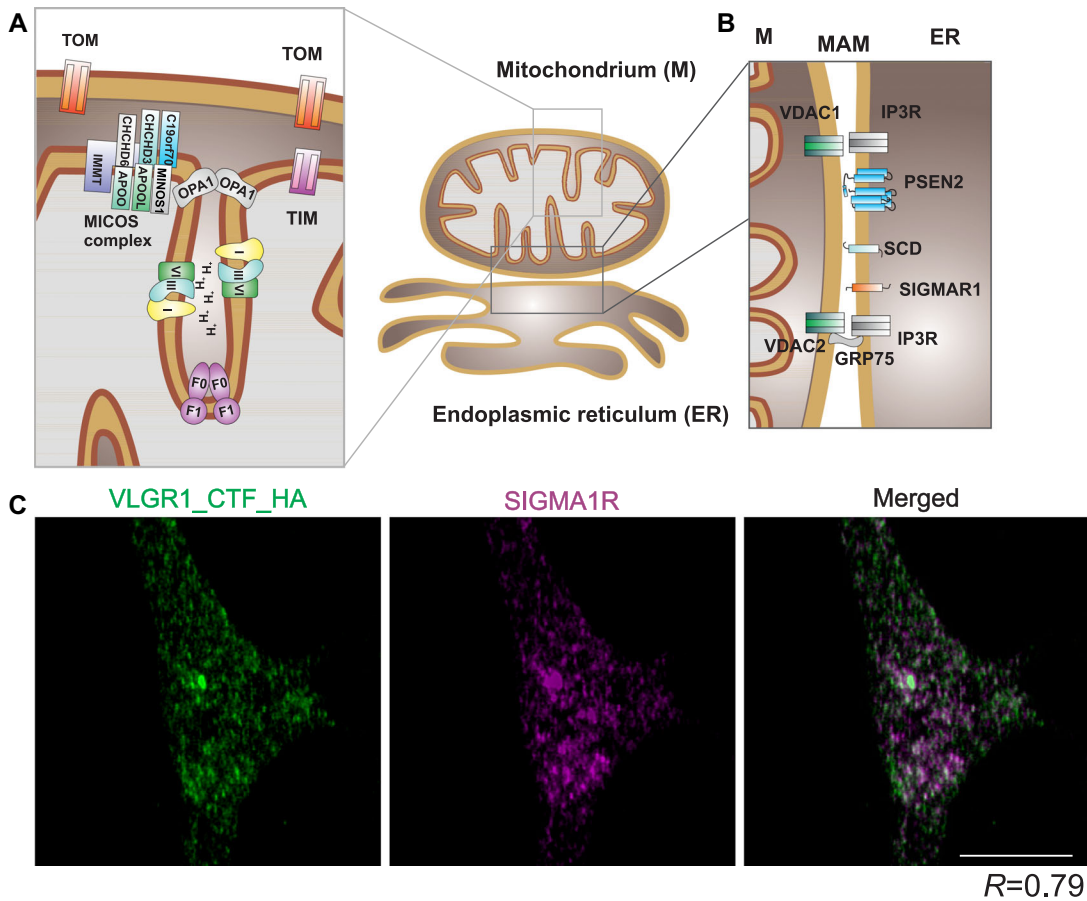 A
TOM
TOM
CHCHD6
CHCHD3
C19orf70
IMMT
APOO
APOOL
MINOS1
OPA1
OPA1
MICOS
complex
TIM
I
III
VI
I
III
VI
H+
H+
H+
H+
H+
H+
F0
F0
F1
F1
Mitochondrium (M)
Endoplasmic reticulum (ER)
B
M
MAM
ER
VDAC1
IP3R
PSEN2
SCD
SIGMAR1
VDAC2
IP3R
GRP75
C
VLGR1_CTF_HA
SIGMA1R
Merged
R=0.79